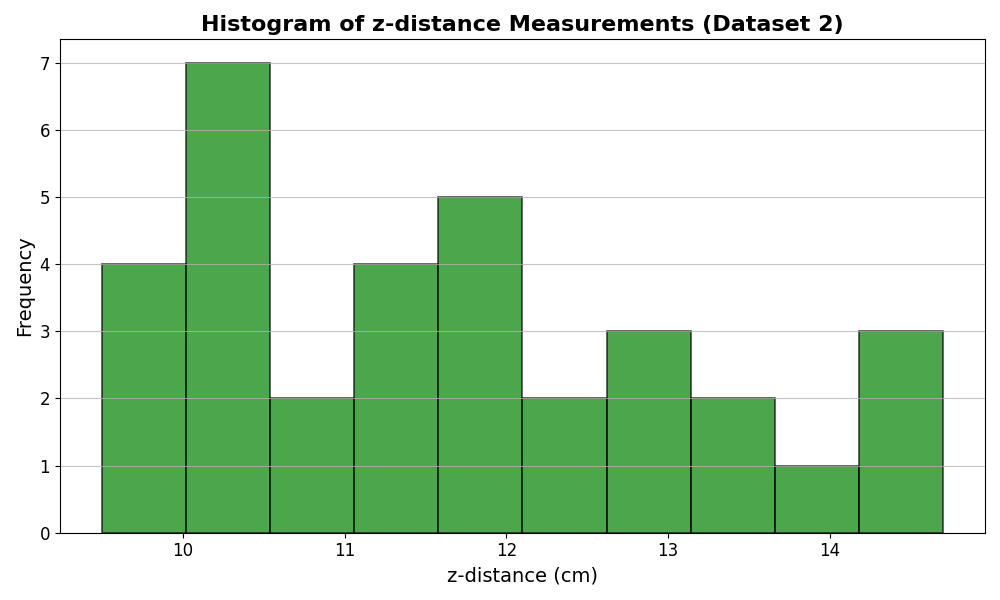 Histogram of z-distance Measurements (Dataset 2)
Frequency
7
6
5
4
3
2
1
0
10 11 12 13 14
z-distance (cm)